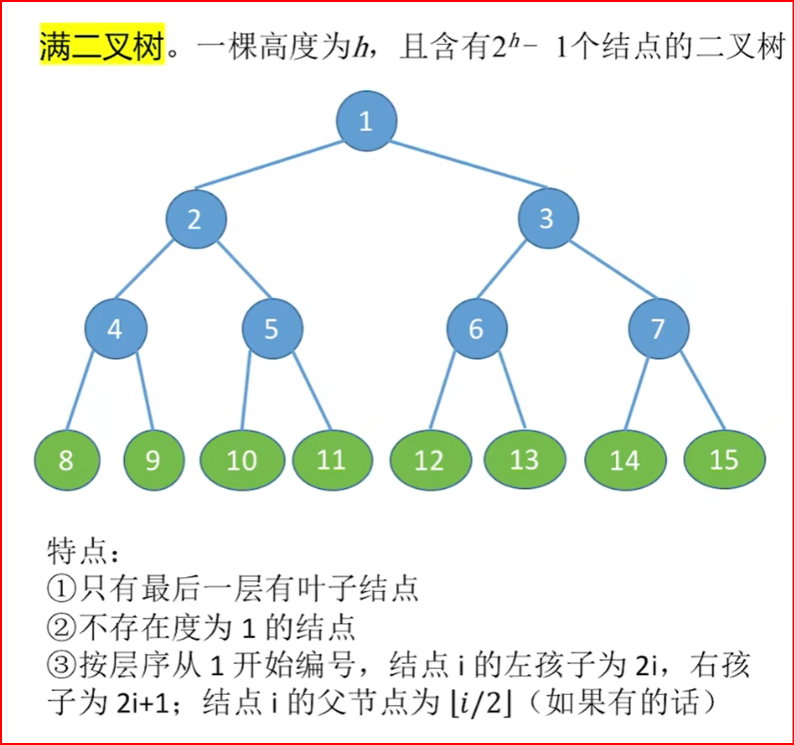 满二叉树。一棵高度为h，且含有2ʰ− 1个结点的二叉树
1
2 3
4 5 6 7
8 9 10 11 12 13 14 15
特点：
①只有最后一层有叶子结点
②不存在度为 1 的结点
③按层序从 1 开始编号，结点 i 的左孩子为 2i，右孩
子为 2i+1；结点 i 的父节点为 ⌊i/2⌋（如果有的话）